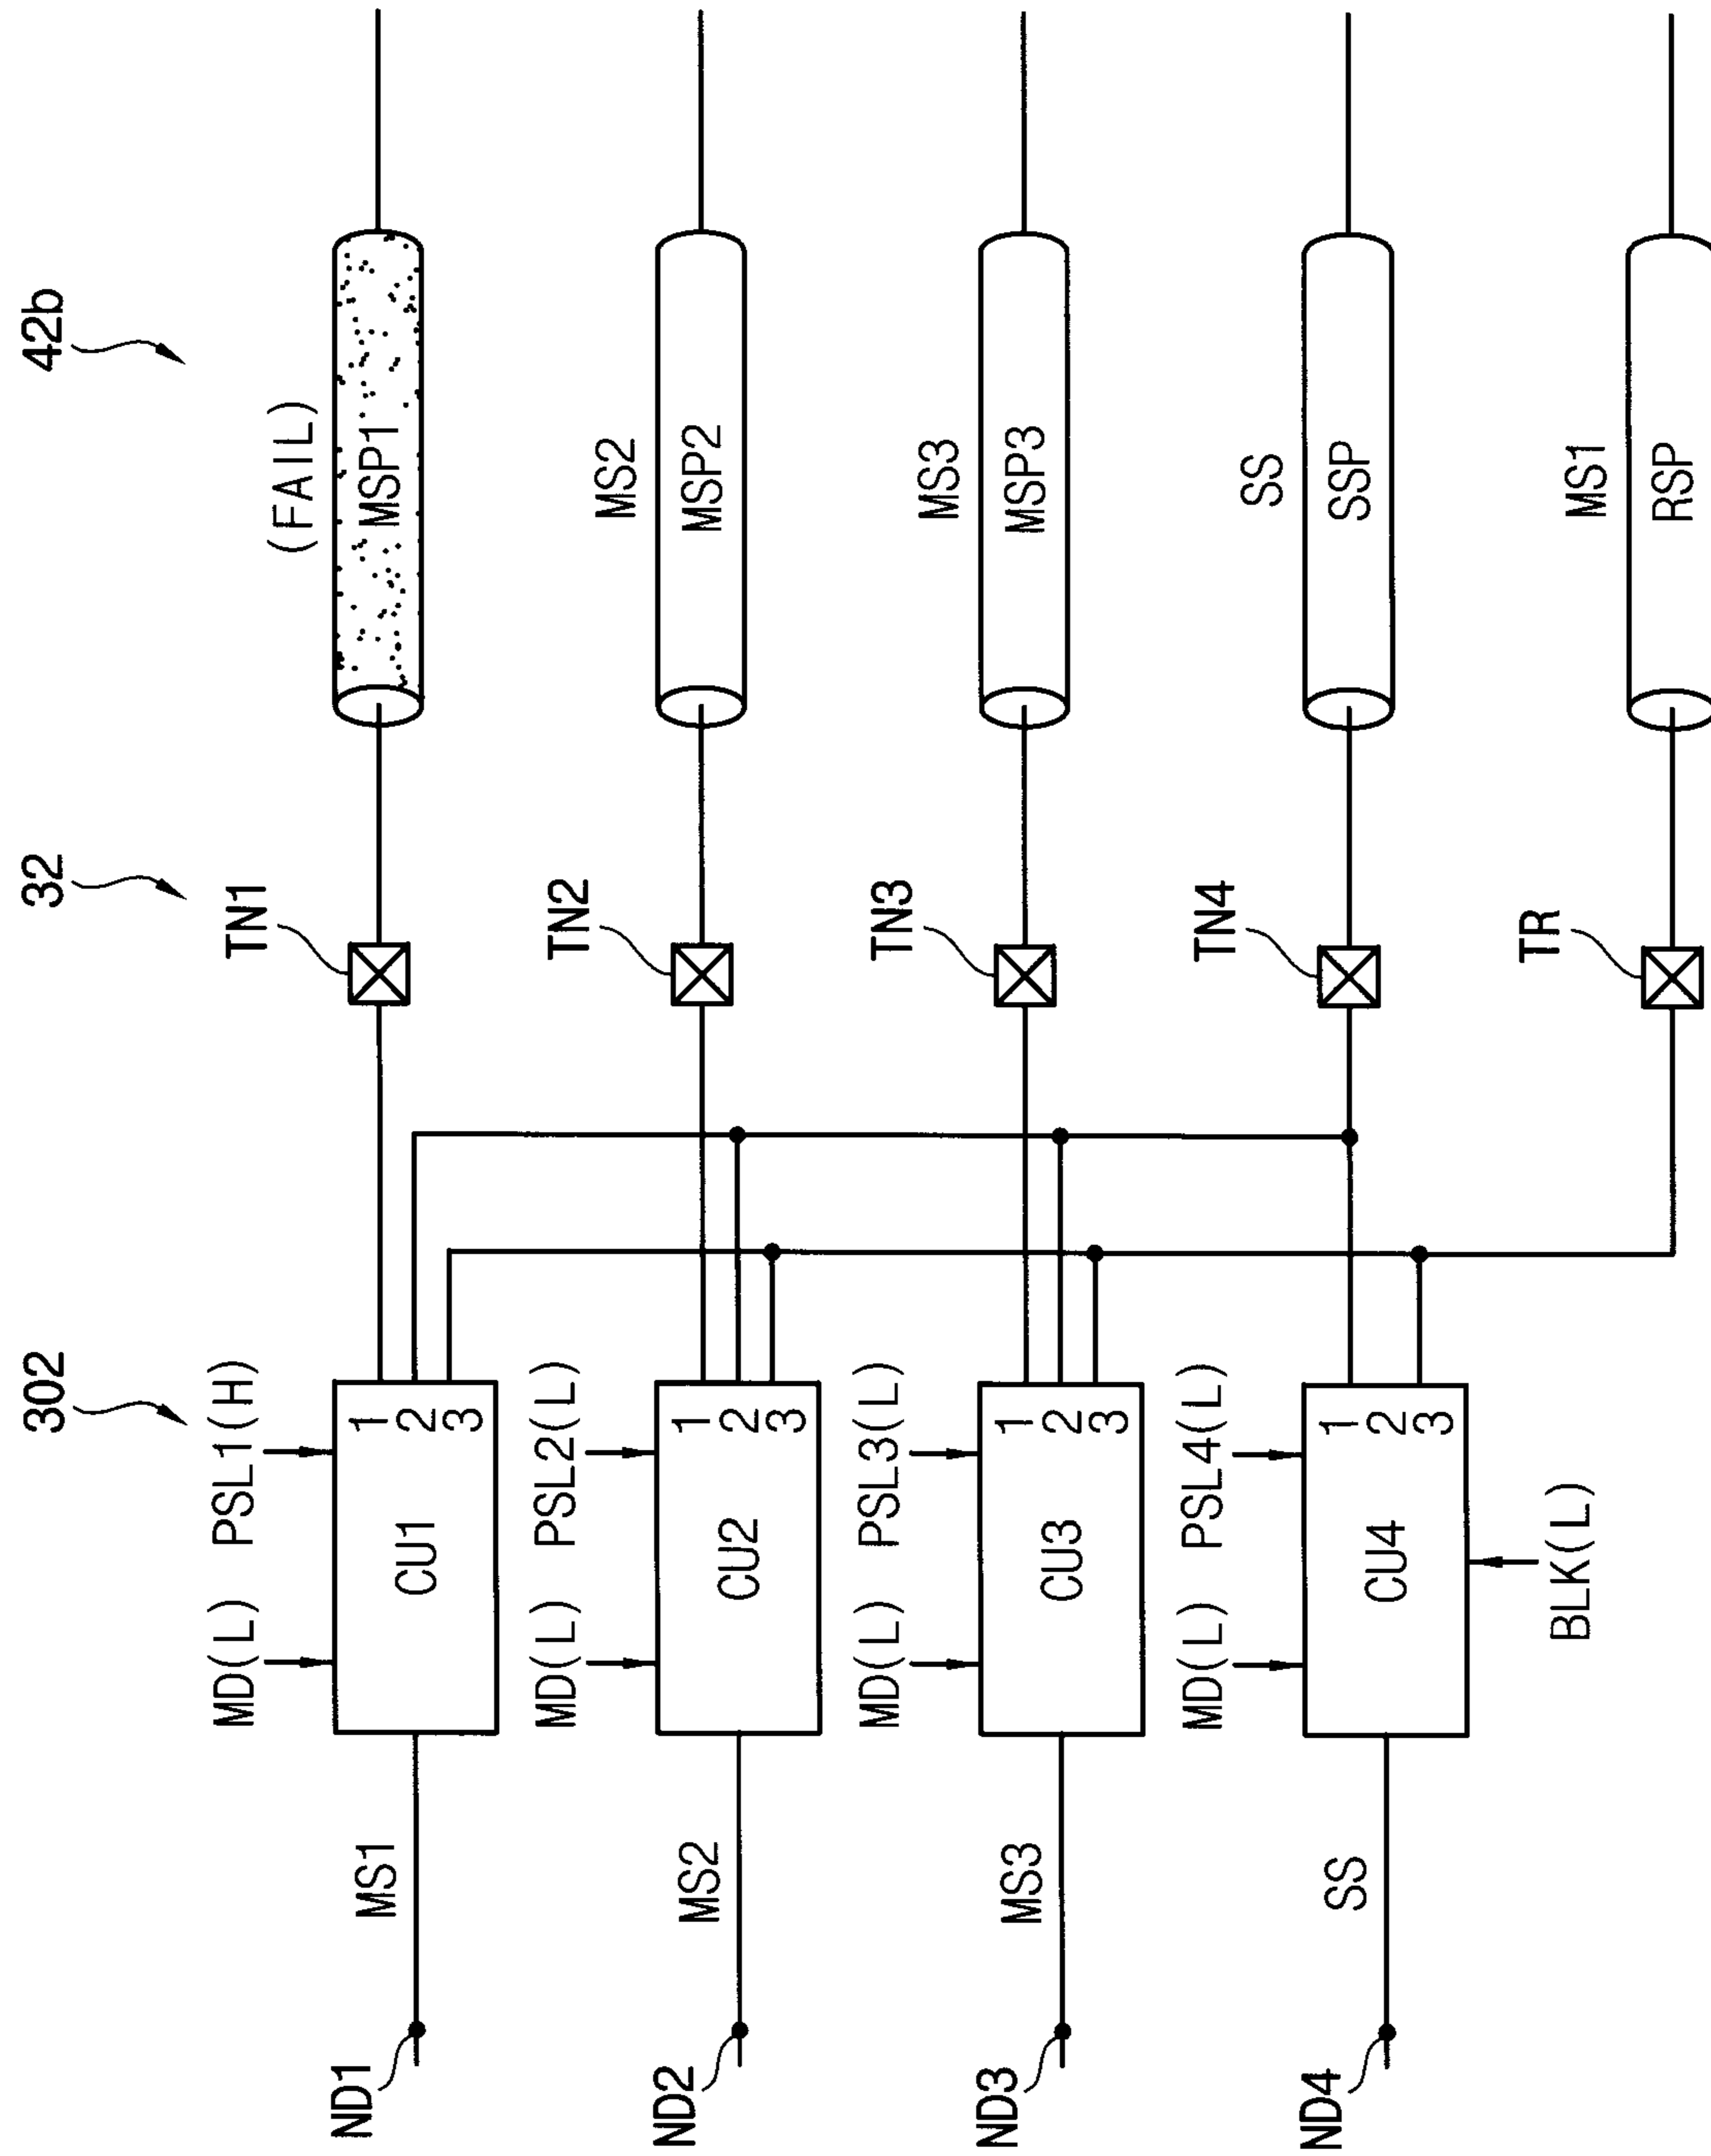 302
32
42b
MD(L)
PSL1(H)
TN1
(FAIL)
ND1
MS1
CU1
1
2
3
MSP1
MD(L)
PSL2(L)
TN2
MS2
ND2
MS2
CU2
1
2
3
MSP2
MD(L)
PSL3(L)
TN3
MS3
ND3
MS3
CU3
1
2
3
MSP3
MD(L)
PSL4(L)
TN4
SS
ND4
SS
CU4
1
2
3
SSP
BLK(L)
TR
MS1
RSP